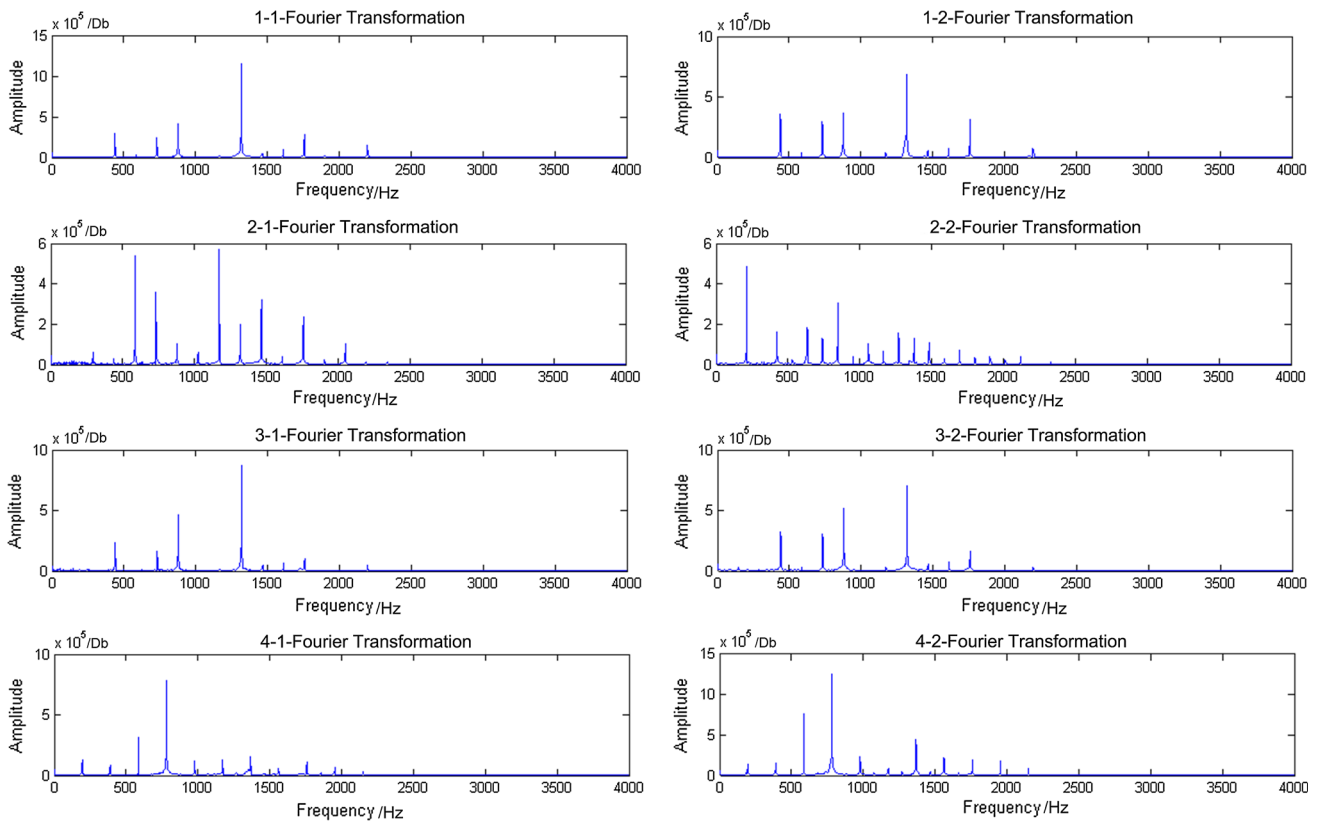 1-1-Fourier Transformation
x 10^5 /Db
15
10
5
0
Amplitude
0 500 1000 1500 2000 2500 3000 3500 4000
Frequency/Hz
1-2-Fourier Transformation
x 10^5 /Db
10
5
0
Amplitude
0 500 1000 1500 2000 2500 3000 3500 4000
Frequency/Hz
2-1-Fourier Transformation
x 10^5 /Db
6
4
2
0
Amplitude
0 500 1000 1500 2000 2500 3000 3500 4000
Frequency/Hz
2-2-Fourier Transformation
x 10^5/Db
6
4
2
0
Amplitude
0 500 1000 1500 2000 2500 3000 3500 4000
Frequency/Hz
3-1-Fourier Transformation
x 10^5/Db
10
5
0
Amplitude
0 500 1000 1500 2000 2500 3000 3500 4000
Frequency /Hz
3-2-Fourier Transformation
x 10^5/Db
10
5
0
Amplitude
0 500 1000 1500 2000 2500 3000 3500 4000
Frequency /Hz
4-1-Fourier Transformation
x 10^5/Db
10
5
0
Amplitude
0 500 1000 1500 2000 2500 3000 3500 4000
Frequency /Hz
4-2-Fourier Transformation
x 10^5 /Db
15
10
5
0
Amplitude
0 500 1000 1500 2000 2500 3000 3500 4000
Frequency /Hz